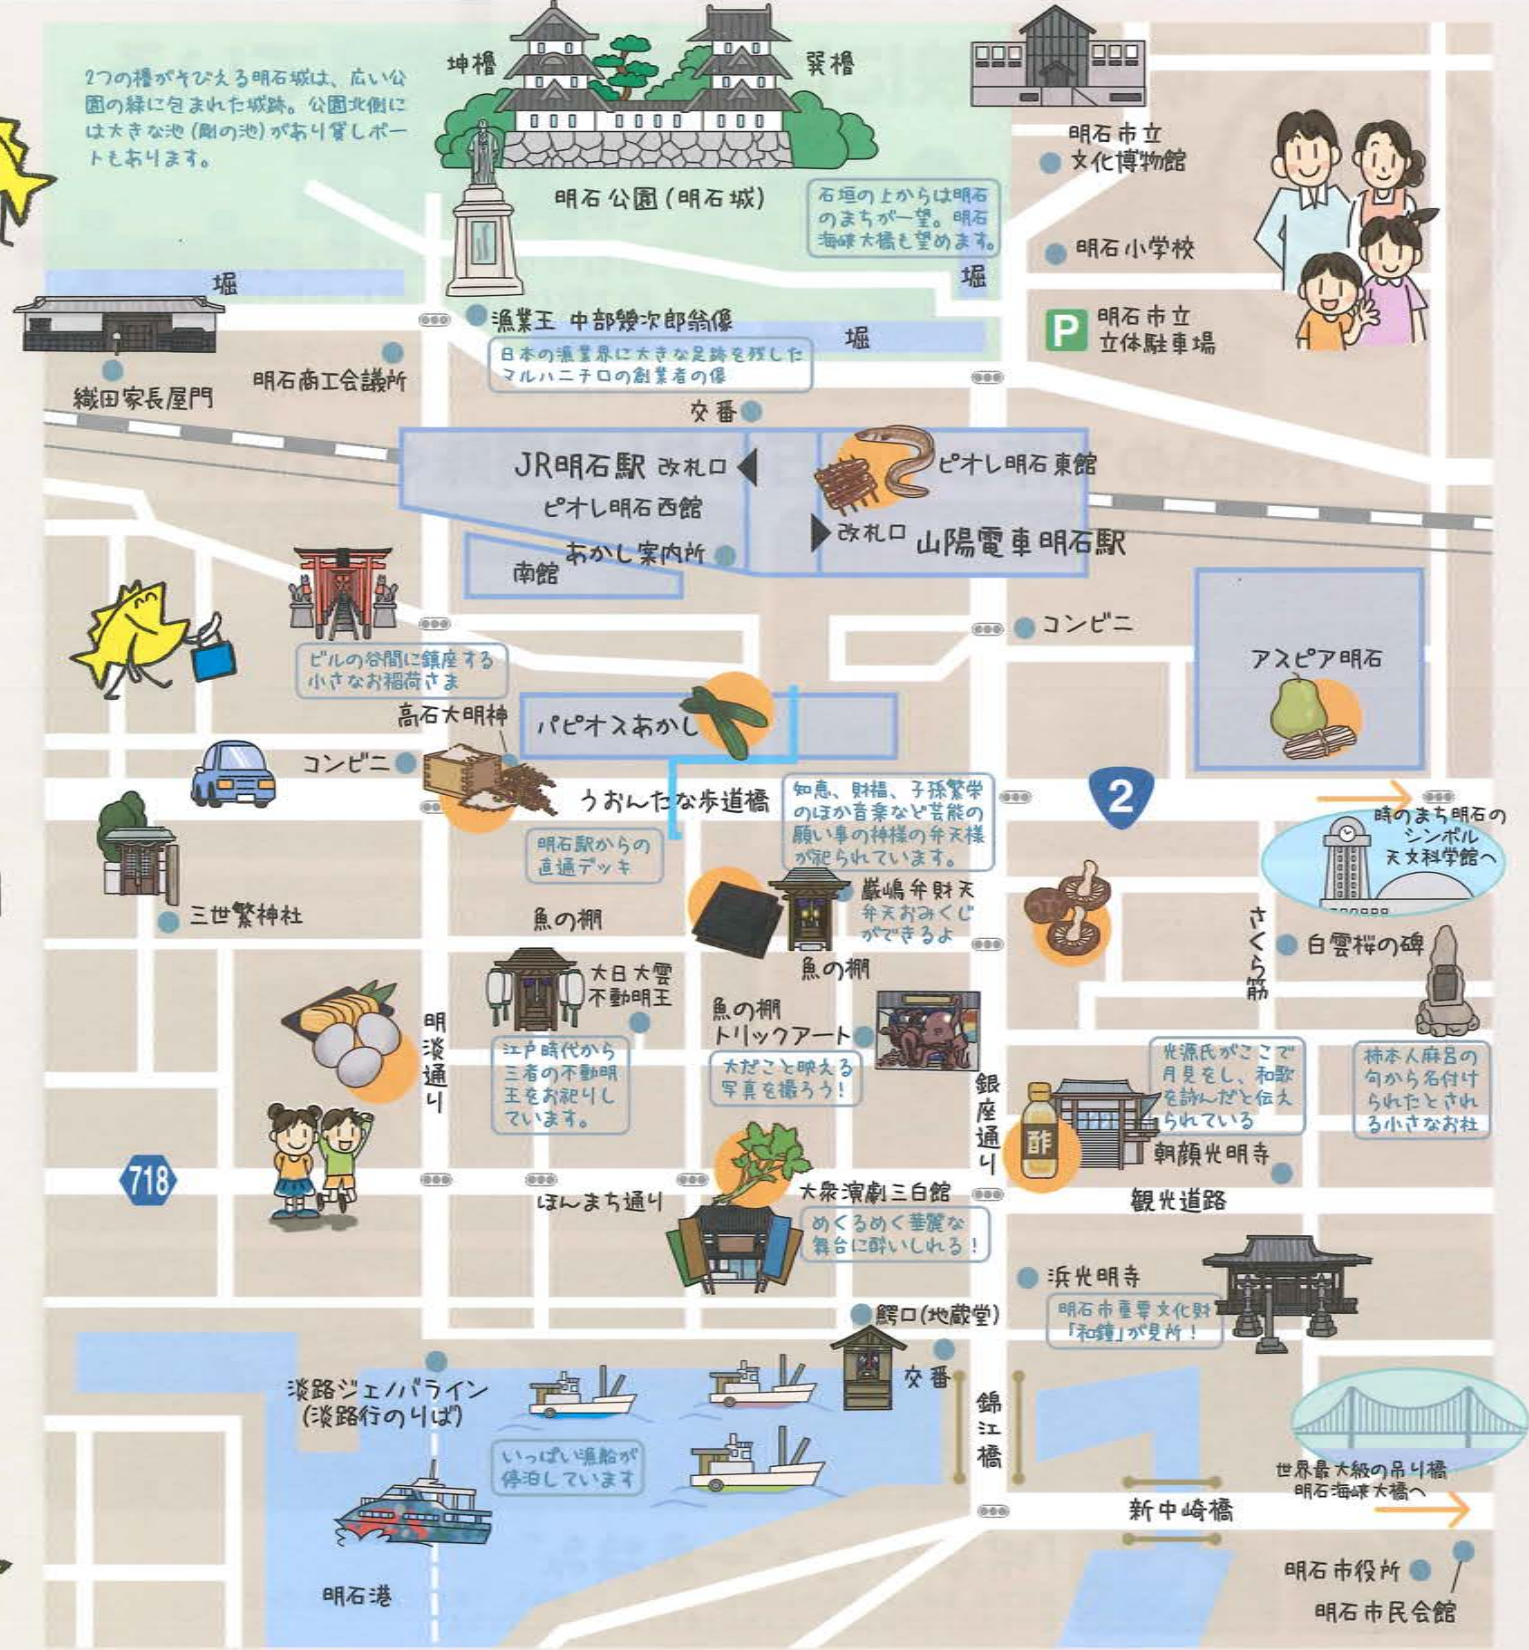 2つの櫓がそびえる明石城は、広い公
園の緑に包まれた城跡。公園北側に
は大きな池(剛の池)があり貸しボー
トもあります。
坤櫓
巽櫓
明石公園(明石城)
石垣の上からは明石
のまちが一望。明石
海峡大橋も望めます。
明石市立
文化博物館
明石小学校
P
明石市立
立体駐車場
堀
堀
堀
漁業王 中部幾次郎翁像
日本の漁業界に大きな足跡を残した
マルハニチロの創業者の像
織田家長屋門
明石商工会議所
交番
JR明石駅 改札口
ピオレ明石西館
ピオレ明石東館
改札口 山陽電車明石駅
あかし案内所
南館
ビルの谷間に鎮座する
小さなお稲荷さま
高石大明神
コンビニ
アスピア明石
パピオスあかし
コンビニ
うおんたな歩道橋
明石駅からの
直通デッキ
知恵、財福、子孫繁栄
のほか音楽など芸能の
願い事の神様の弁天様
が祀られています。
2
時のまち明石の
シンボル
天文科学館へ
三世繁神社
魚の棚
厳嶋弁財天
弁天おみくじ
ができるよ
魚の棚
さくら筋
白雲桜の碑
大日大雲
不動明王
江戸時代から
三者の不動明
王をお祀りし
ています。
魚の棚
トリックアート
大だこと映える
写真を撮ろう!
明淡通り
銀座通り
酢
光源氏がここで
月見をし、和歌
を詠んだと伝え
られている
朝顔光明寺
柿本人麻呂の
句から名付け
られたとされ
る小さなお社
718
ほんまち通り
大衆演劇三白館
めくるめく華麗な
舞台に酔いしれる!
観光道路
浜光明寺
明石市重要文化財
「和鐘」が見所!
鰐口(地蔵堂)
交番
錦江橋
淡路ジェノバライン
(淡路行のりば)
いっぱい漁船が
停泊しています
世界最大級の吊り橋
明石海峡大橋へ
新中崎橋
明石港
明石市役所
明石市民会館